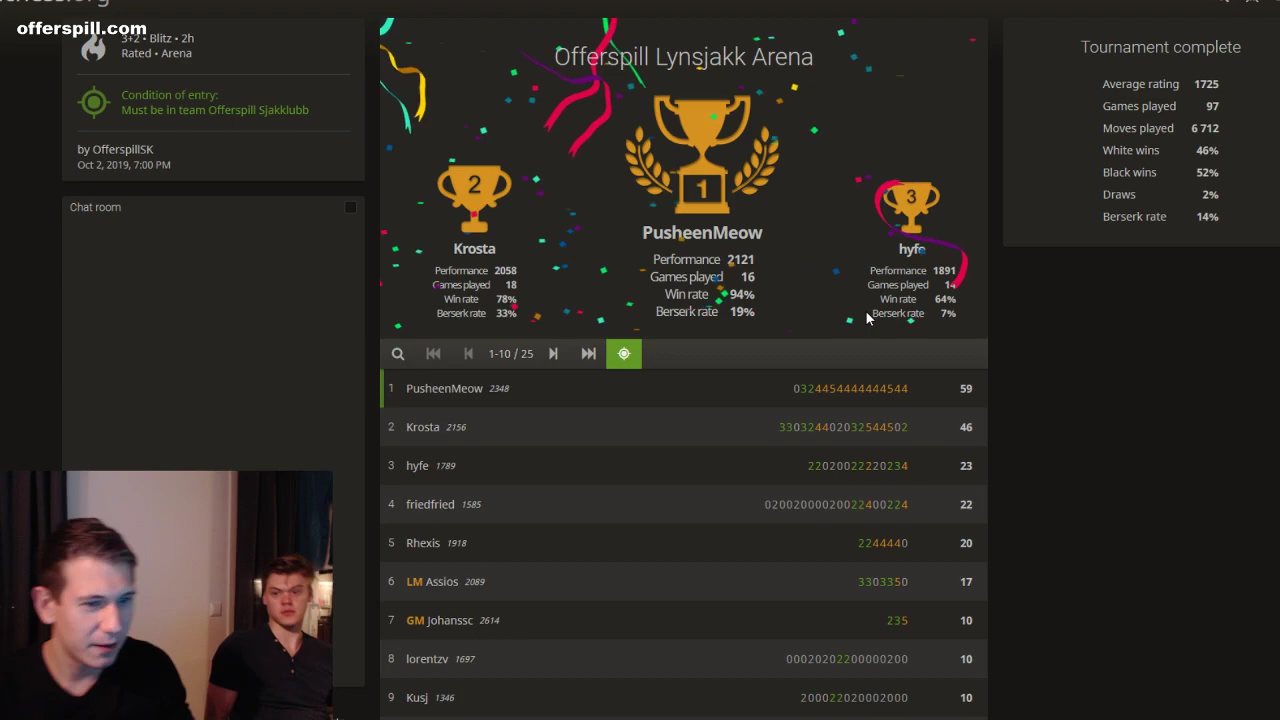 offerspill.com
3+2 • Blitz • 2h
Rated • Arena
Condition of entry:
Must be in team Offerspill Sjakklubb
by OfferspillSK
Oct 2, 2019, 7:00 PM
Chat room
Offerspill Lynsjakk Arena
2
Krosta
Performance 2058
Games played 18
Win rate 78%
Berserk rate 33%
1
PusheenMeow
Performance 2121
Games played 16
Win rate 94%
Berserk rate 19%
3
hyfe
Performance 1891
Games played 14
Win rate 64%
Berserk rate 7%
Tournament complete
Average rating 1725
Games played 97
Moves played 6 712
White wins 46%
Black wins 52%
Draws 2%
Berserk rate 14%
1-10 / 25
1 PusheenMeow 2348 0324454444444544 59
2 Krosta 2156 330324402032544502 46
3 hyfe 1789 22020022220234 23
4 friedfried 1585 02002000020022400224 22
5 Rhexis 1918 2244440 20
6 LM Assios 2089 3303350 17
7 GM Johanssc 2614 235 10
8 lorentzv 1697 00020202200000200 10
9 Kusj 1346 200022020002000 10